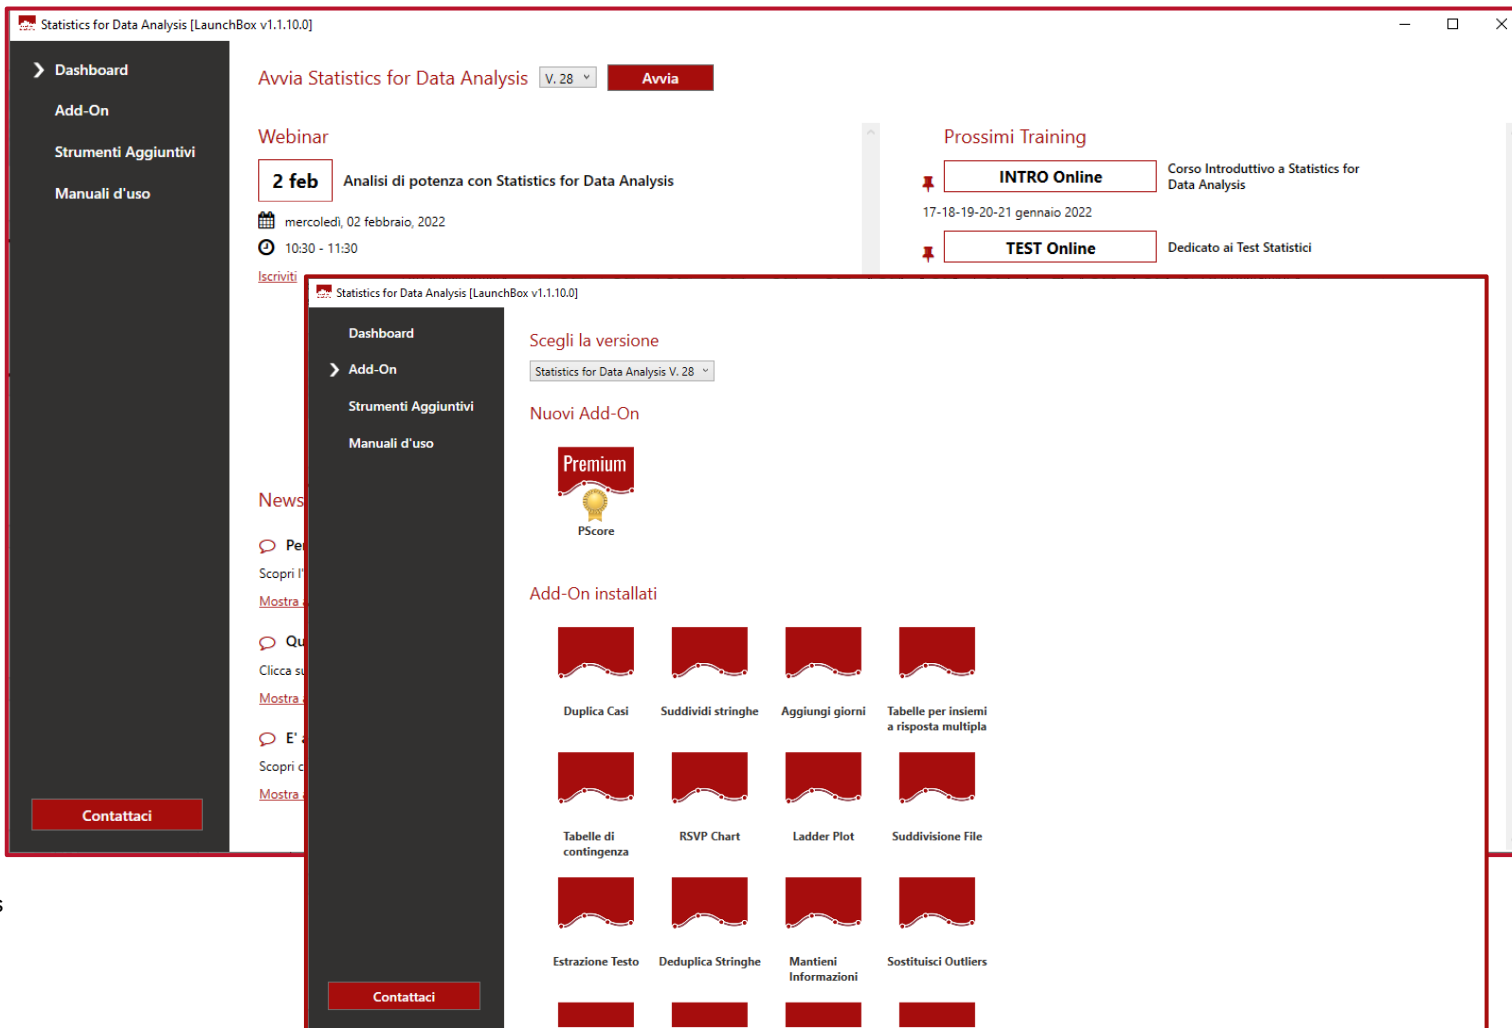 Statistics for Data Analysis [LaunchBox v1.1.10.0]
Dashboard
Add-On
Strumenti Aggiuntivi
Manuali d'uso
Contattaci
Avvia Statistics for Data Analysis
V. 28
Avvia
Webinar
2 feb
Analisi di potenza con Statistics for Data Analysis
mercoledì, 02 febbraio, 2022
10:30 - 11:30
Iscriviti
Prossimi Training
INTRO Online
Corso Introduttivo a Statistics for
Data Analysis
17-18-19-20-21 gennaio 2022
TEST Online
Dedicato ai Test Statistici
News
Scopri
Mostra
Clicca
Mostra
E'
Scopri
Mostra
s
Statistics for Data Analysis [LaunchBox v1.1.10.0]
Dashboard
Add-On
Strumenti Aggiuntivi
Manuali d'uso
Contattaci
Scegli la versione
Statistics for Data Analysis V. 28
Nuovi Add-On
Premium
PScore
Add-On installati
Duplica Casi
Suddividi stringhe
Aggiungi giorni
Tabelle per insiemi
a risposta multipla
Tabelle di
contingenza
RSVP Chart
Ladder Plot
Suddivisione File
Estrazione Testo
Deduplica Stringhe
Mantieni
Informazioni
Sostituisci Outliers